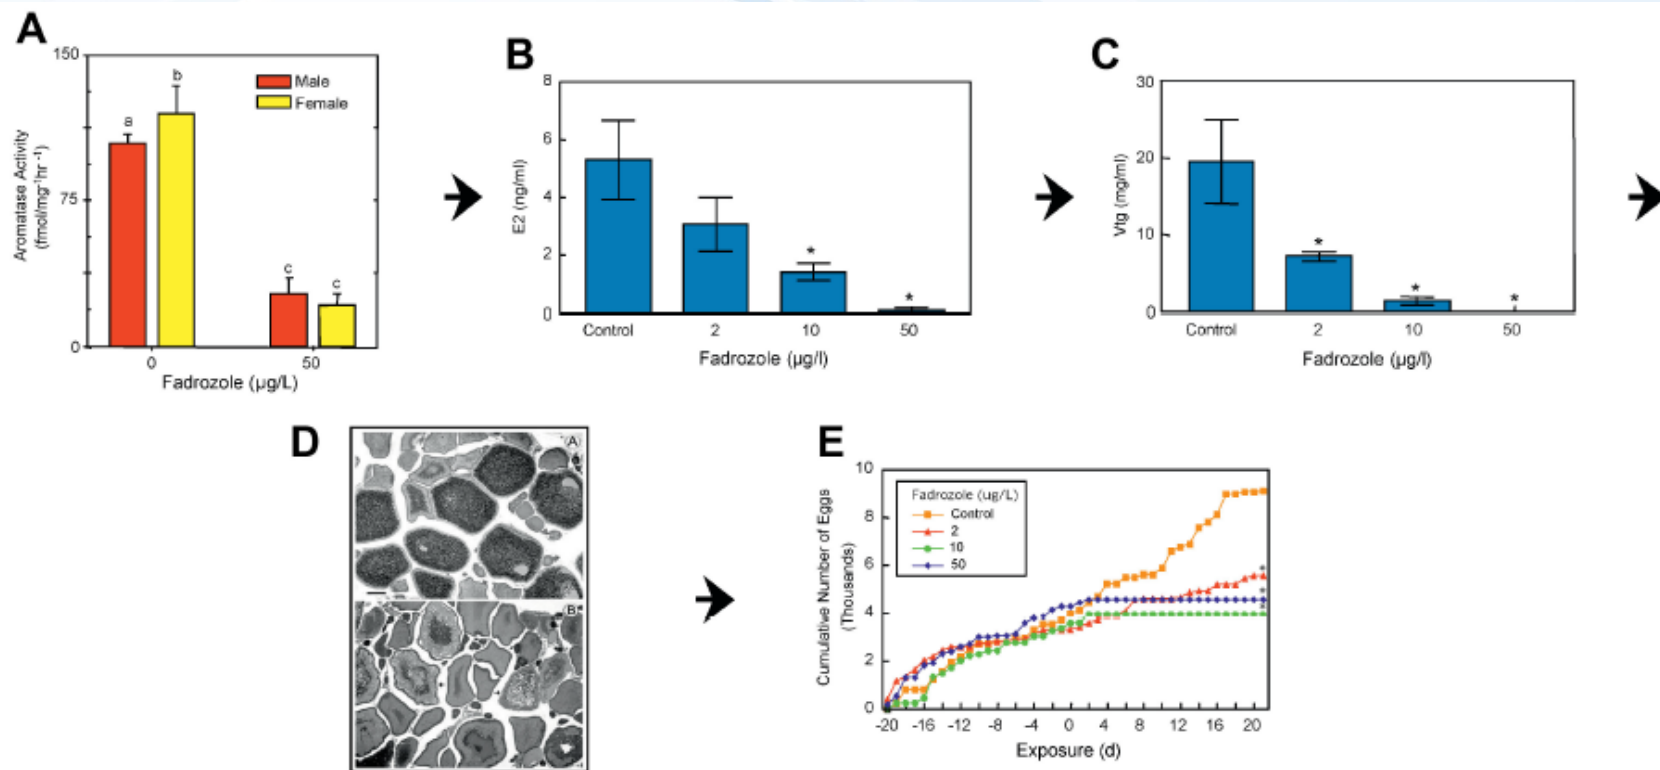 A
150
75
0
Aromatase Activity
(fmol/mg⁻¹hr⁻¹)
a
b
c
c
Male
Female
0
50
Fadrozole (µg/L)
B
8
6
4
2
0
E2 (ng/ml)
*
*
Control
2
10
50
Fadrozole (µg/l)
C
30
20
10
0
Vtg (mg/ml)
*
*
*
Control
2
10
50
Fadrozole (µg/l)
D
(A)
(B)
E
10
8
6
4
2
0
Cumulative Number of Eggs
(Thousands)
Fadrozole (ug/L)
Control
2
10
50
*
*
*
-20 -16 -12 -8 -4 0 4 8 12 16 20
Exposure (d)